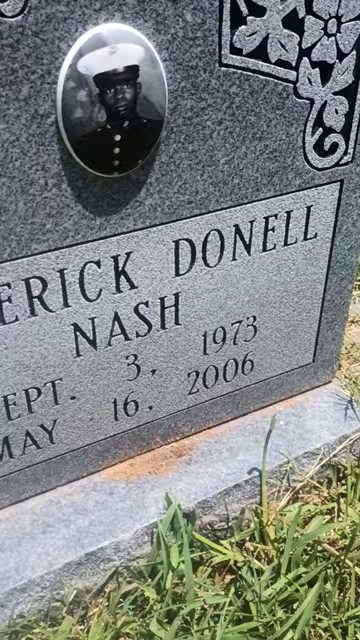 ERICK DONELL
NASH
EPT. 3, 1973
MAY 16, 2006